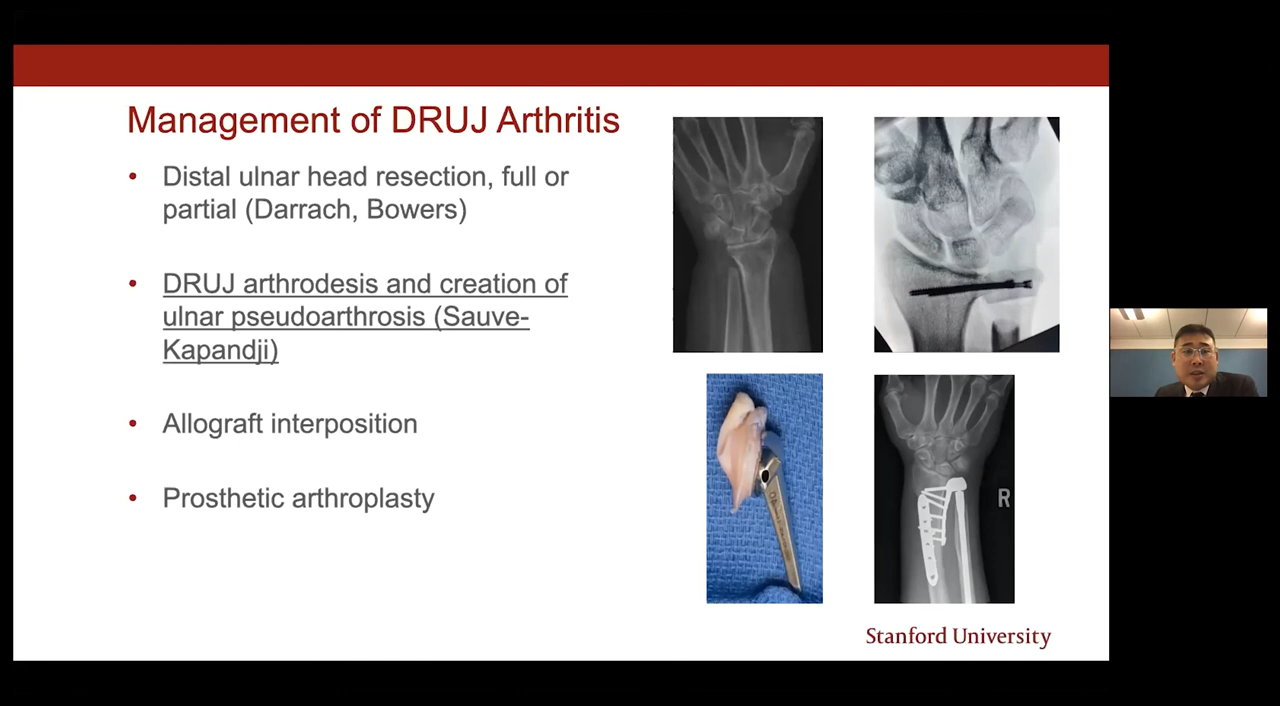 Management of DRUJ Arthritis
• Distal ulnar head resection, full or
partial (Darrach, Bowers)
• DRUJ arthrodesis and creation of
ulnar pseudoarthrosis (Sauve-
Kapandji)
• Allograft interposition
• Prosthetic arthroplasty
R
Stanford University